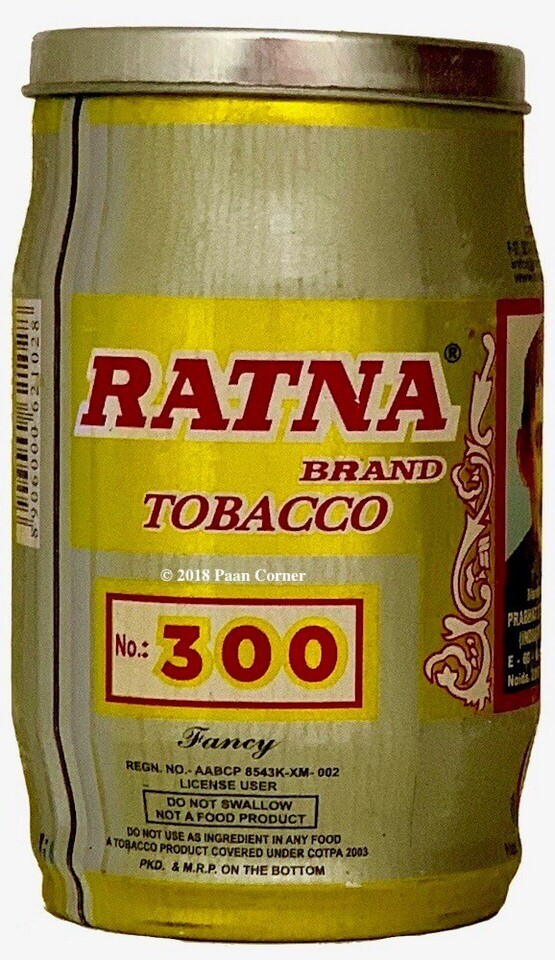 RATNA®
BRAND
TOBACCO
© 2018 Paan Corner
No.: 300
Fancy
REGN. NO.- AABCP 8543K-XM- 002
LICENSE USER
DO NOT SWALLOW
NOT A FOOD PRODUCT
DO NOT USE AS INGREDIENT IN ANY FOOD
A TOBACCO PRODUCT COVERED UNDER COTPA 2003
PKD. & M.R.P. ON THE BOTTOM
8906000621028
E - 
Noida.